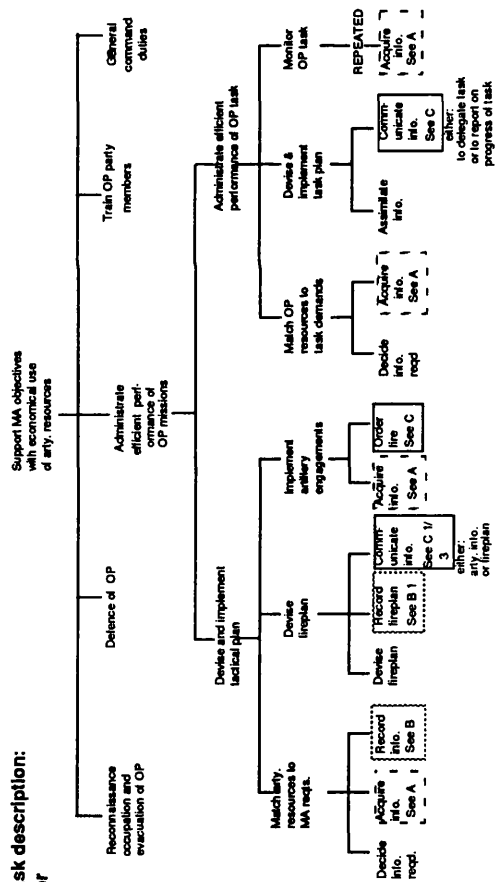 sk description:
or
Support MA objectives
with economical use
of arty. resources
Reconnaissance
occupation and
evacuation of OP
Defence of OP
Administrate
efficient perf-
ormance of
OP missions
Train OP party
members
General
command
duties
Devise and implement
tactical plan
Administrate efficient
performance of OP task
Match arty.
resources to
MA reqts.
Devise
fireplan
Implement
artillery
engagements
Match OP
resources to
task demands
Devise &
implement
task plan
Monitor
OP task
REPEATED
Decide
info.
reqd.
Acquire
info.
See A
Record
info.
See B
Devise
fireplan
Record
fireplan
See B 1
Comm-
unicate
info.
See C 1/
3
either:
arty. info.
or fireplan
Acquire
info.
See A
Order
fire
See C
Decide
info.
reqd
Acquire
info.
See A
Assimilate
info.
Comm-
unicate
info.
See C
either:
to delegate task
or to report on
progress of task
Acquire
info.
See A